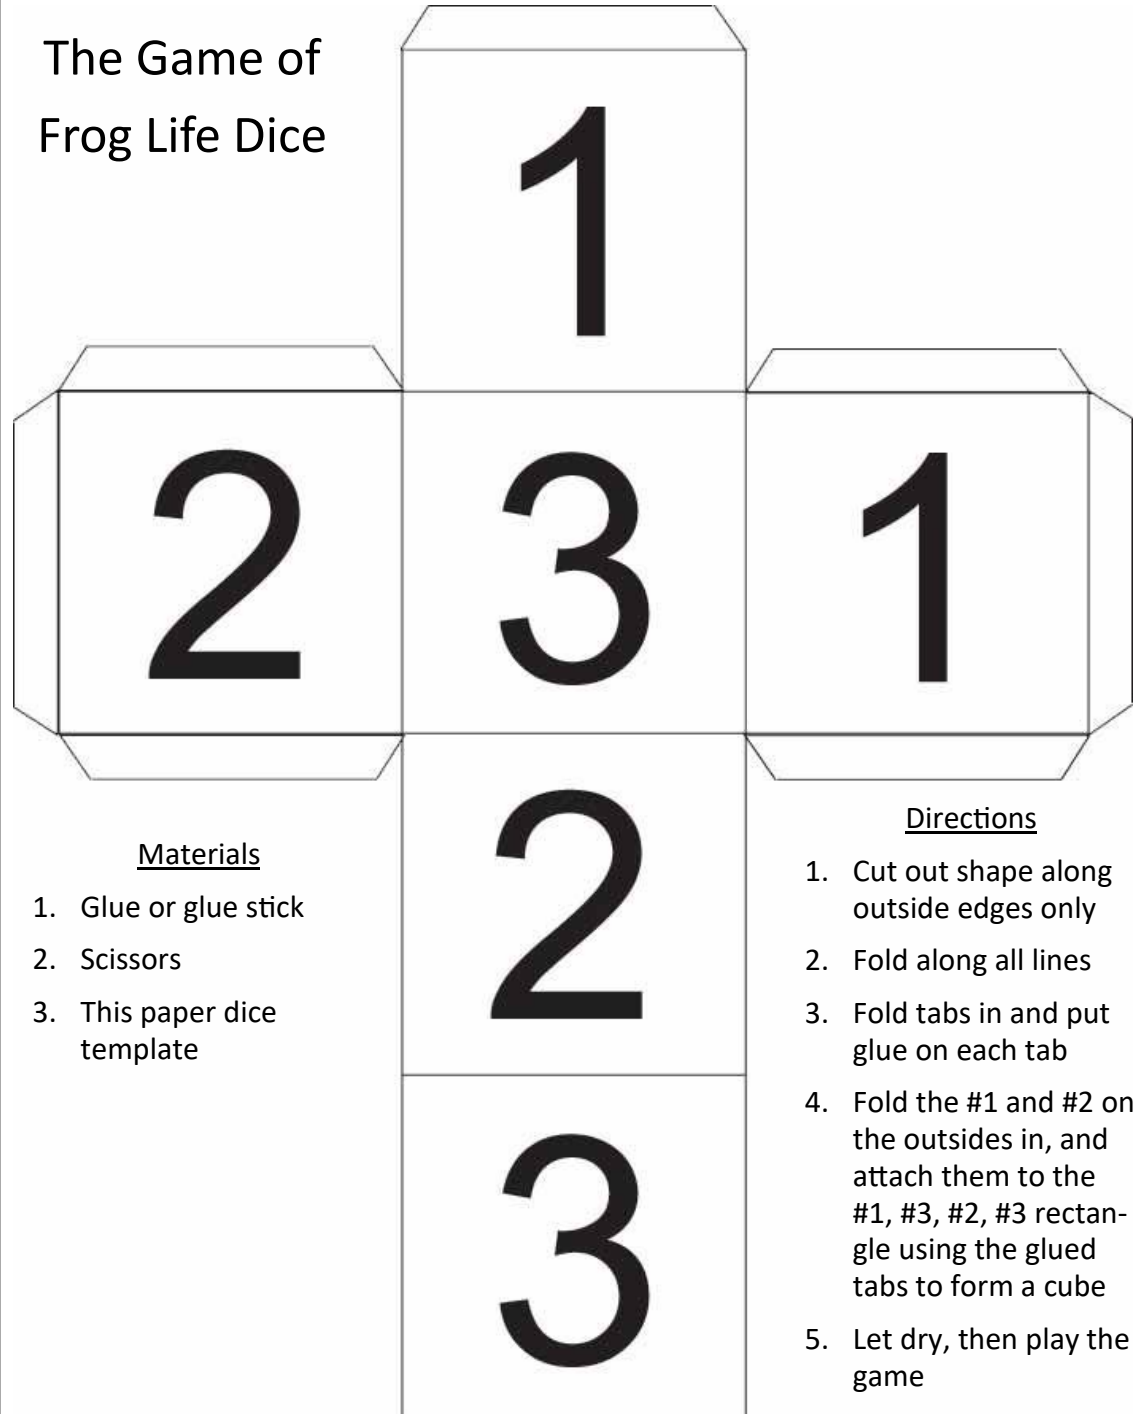 The Game of
Frog Life Dice
1
2
3
1
2
3
Materials
1. Glue or glue stick
2. Scissors
3. This paper dice
template
Directions
1. Cut out shape along
outside edges only
2. Fold along all lines
3. Fold tabs in and put
glue on each tab
4. Fold the #1 and #2 on
the outsides in, and
attach them to the
#1, #3, #2, #3 rectan-
gle using the glued
tabs to form a cube
5. Let dry, then play the
game